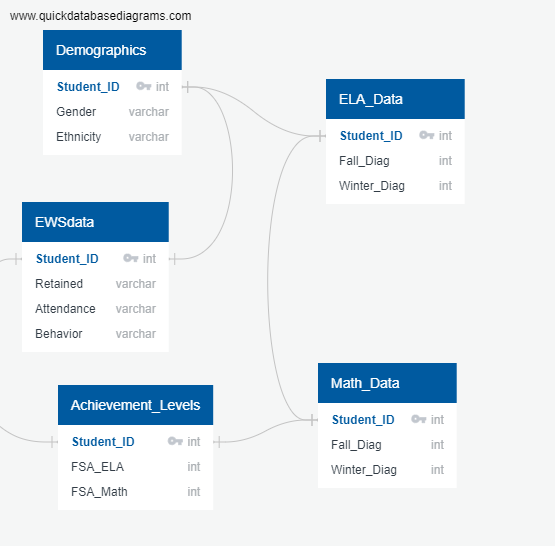 www.quickdatabasediagrams.com
Demographics
Student_ID int
Gender varchar
Ethnicity varchar
ELA_Data
Student_ID int
Fall_Diag int
Winter_Diag int
EWSdata
Student_ID int
Retained varchar
Attendance varchar
Behavior varchar
Math_Data
Student_ID int
Fall_Diag int
Winter_Diag int
Achievement_Levels
Student_ID int
FSA_ELA int
FSA_Math int